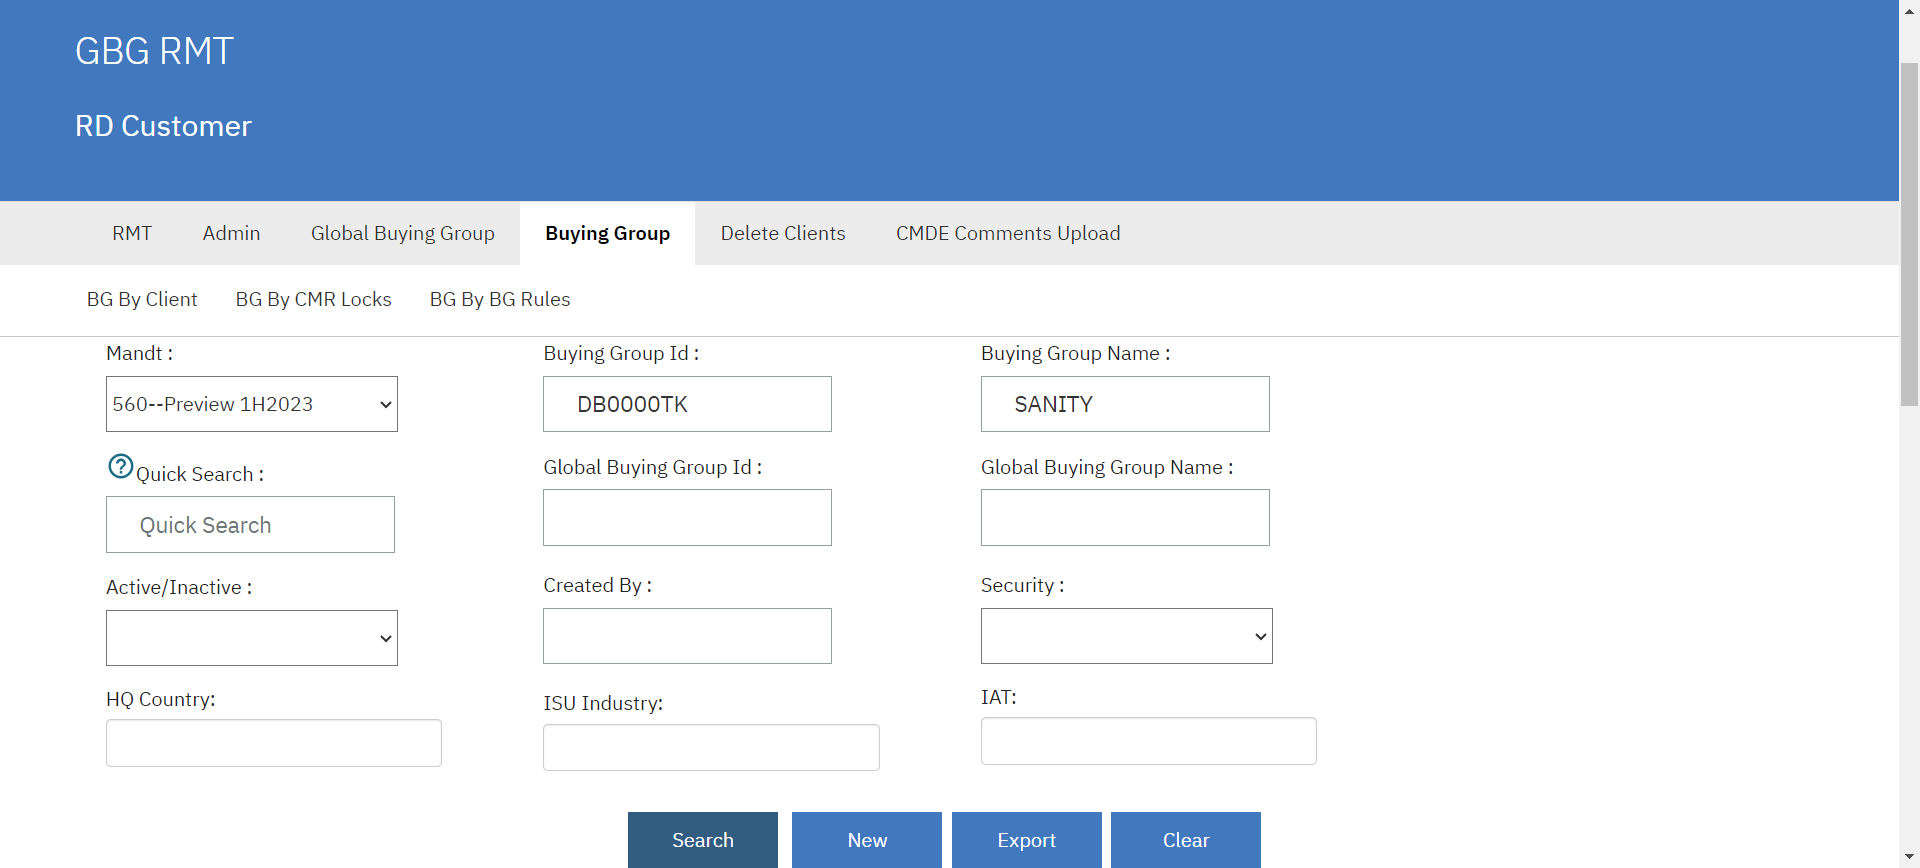 GBG RMT
RD Customer
RMT Admin Global Buying Group Buying Group Delete Clients CMDE Comments Upload
BG By Client BG By CMR Locks BG By BG Rules
Mandt : Buying Group Id : Buying Group Name :
560--Preview 1H2023 DB0000TK SANITY
Quick Search : Global Buying Group Id : Global Buying Group Name :
Quick Search
Active/Inactive : Created By : Security :
HQ Country: ISU Industry: IAT:
Search New Export Clear